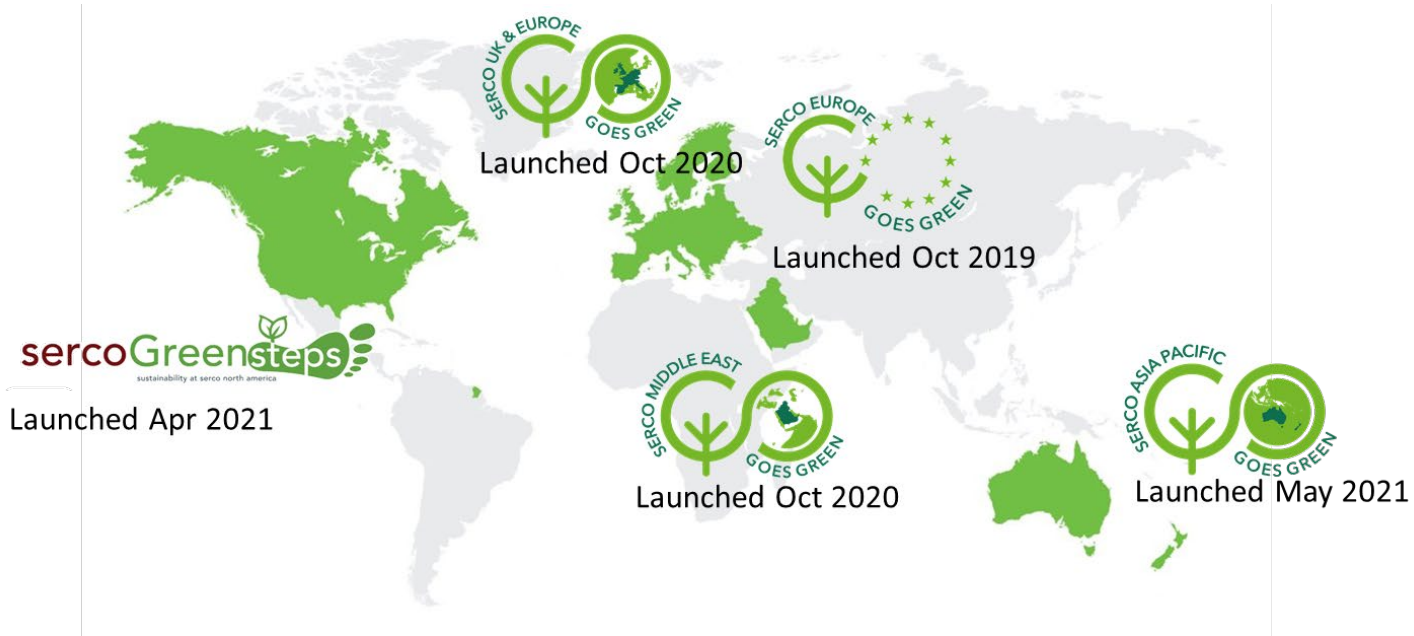 SERCO UK & EUROPE
GOES GREEN
Launched Oct 2020
SERCO EUROPE
GOES GREEN
Launched Oct 2019
sercoGreensteps
sustainability at serco north america
Launched Apr 2021
SERCO MIDDLE EAST
GOES GREEN
Launched Oct 2020
SERCO ASIA PACIFIC
GOES GREEN
Launched May 2021